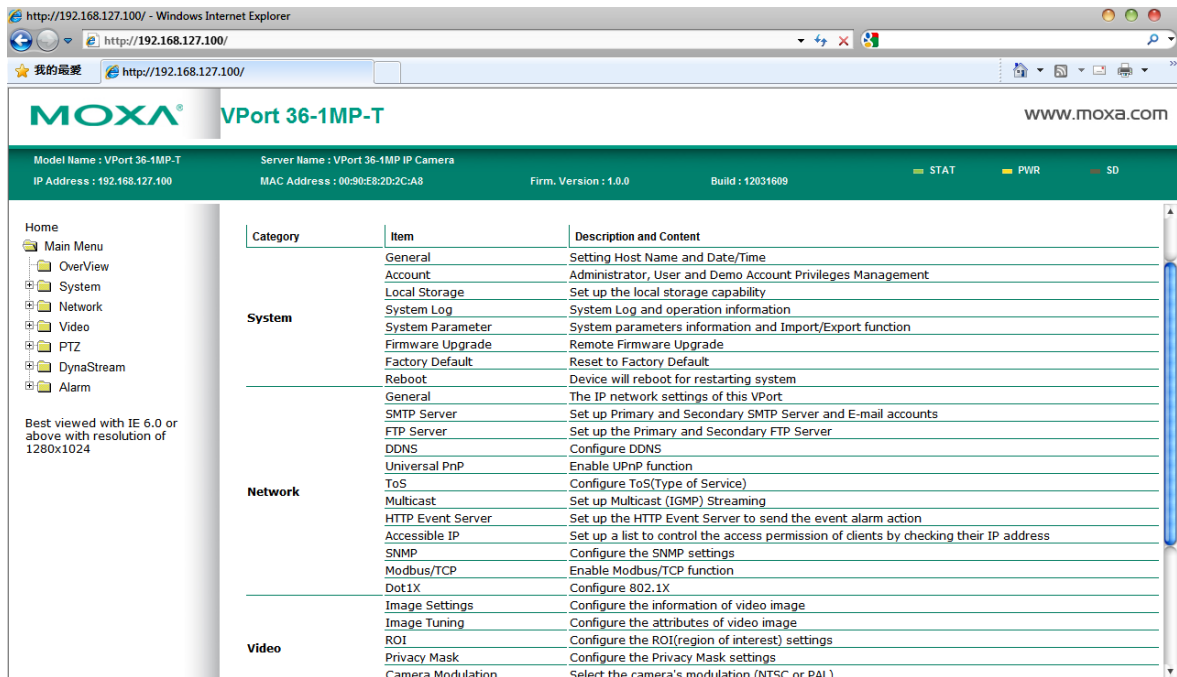 http://192.168.127.100/ - Windows Internet Explorer
http://192.168.127.100/
我的最愛
http://192.168.127.100/
MOXA®
VPort 36-1MP-T
www.moxa.com
Model Name : VPort 36-1MP-T Server Name : VPort 36-1MP IP Camera
STAT PWR SD
IP Address : 192.168.127.100 MAC Address : 00:90:E8:2D:2C:A8 Firm. Version : 1.0.0 Build : 12031609
Home
Main Menu
OverView
System
Network
Video
PTZ
DynaStream
Alarm
Best viewed with IE 6.0 or
above with resolution of
1280x1024
Category Item Description and Content
System
General Setting Host Name and Date/Time
Account Administrator, User and Demo Account Privileges Management
Local Storage Set up the local storage capability
System Log System Log and operation information
System Parameter System parameters information and Import/Export function
Firmware Upgrade Remote Firmware Upgrade
Factory Default Reset to Factory Default
Reboot Device will reboot for restarting system
Network
General The IP network settings of this VPort
SMTP Server Set up Primary and Secondary SMTP Server and E-mail accounts
FTP Server Set up the Primary and Secondary FTP Server
DDNS Configure DDNS
Universal PnP Enable UPnP function
ToS Configure ToS(Type of Service)
Multicast Set up Multicast (IGMP) Streaming
HTTP Event Server Set up the HTTP Event Server to send the event alarm action
Accessible IP Set up a list to control the access permission of clients by checking their IP address
SNMP Configure the SNMP settings
Modbus/TCP Enable Modbus/TCP function
Dot1X Configure 802.1X
Video
Image Settings Configure the information of video image
Image Tuning Configure the attributes of video image
ROI Configure the ROI(region of interest) settings
Privacy Mask Configure the Privacy Mask settings
Camera Modulation Select the camera's modulation (NTSC or PAL)